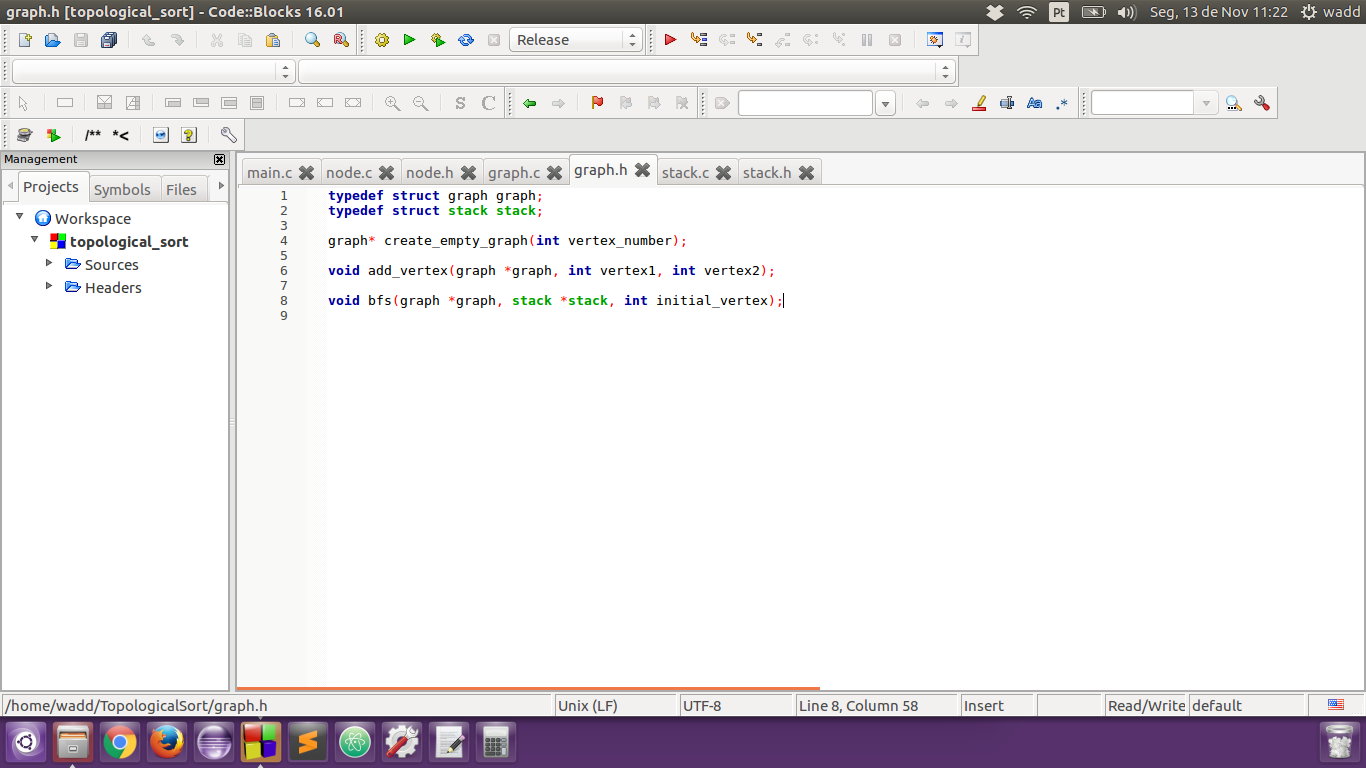 graph.h [topological_sort] - Code::Blocks 16.01
Pt
Seg, 13 de Nov 11:22
wadd
Release
S
C
Aa
.*
/**
*<
Management
Projects
Symbols
Files
Workspace
topological_sort
Sources
Headers
main.c
node.c
node.h
graph.c
graph.h
stack.c
stack.h
1 typedef struct graph graph;
2 typedef struct stack stack;
3
4 graph* create_empty_graph(int vertex_number);
5
6 void add_vertex(graph *graph, int vertex1, int vertex2);
7
8 void bfs(graph *graph, stack *stack, int initial_vertex);
9
/home/wadd/TopologicalSort/graph.h
Unix (LF)
UTF-8
Line 8, Column 58
Insert
Read/Write
default